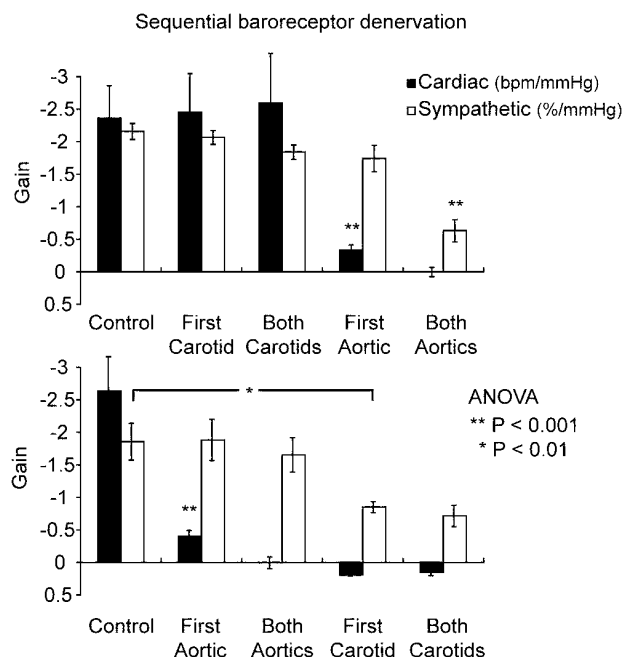 Sequential baroreceptor denervation
-3
-2.5
-2
-1.5
-1
-0.5
0
0.5
Gain
Cardiac (bpm/mmHg)
Sympathetic (%/mmHg)
**
**
Control
First
Carotid
Both
Carotids
First
Aortic
Both
Aortics
-3
-2.5
-2
-1.5
-1
-0.5
0
0.5
Gain
*
**
ANOVA
** P < 0.001
* P < 0.01
Control
First
Aortic
Both
Aortics
First
Carotid
Both
Carotids